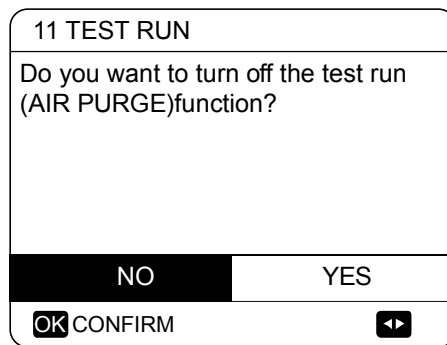 11 TEST RUN
Do you want to turn off the test run
(AIR PURGE)function?
NO YES
OK CONFIRM